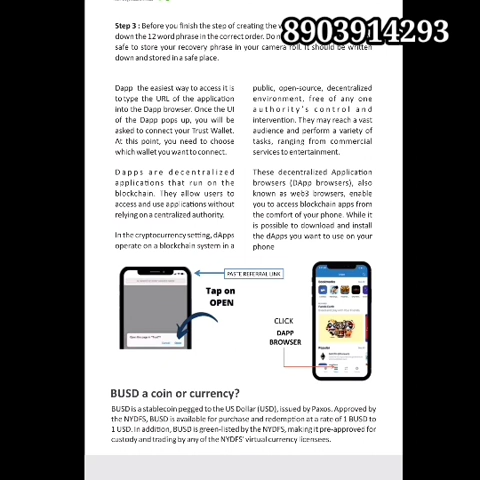 8903914293
Step 3 : Before you finish the step of creating the
down the 12 word phrase in the correct order. Do
safe to store your recovery phrase in your camera roll. It should be written
down and stored in a safe place.
Dapp the easiest way to access it is
to type the URL of the application
into the Dapp browser. Once the UI
of the Dapp pops up, you will be
asked to connect your Trust Wallet.
At this point, you need to choose
which wallet you want to connect.
Dapps are decentralized
applications that run on the
blockchain. They allow users to
access and use applications without
relying on a centralized authority.
In the cryptocurrency setting, dApps
operate on a blockchain system in a
public, open-source, decentralized
environment, free of any one
authority's control and
intervention. They may reach a vast
audience and perform a variety of
tasks, ranging from commercial
services to entertainment.
These decentralized Application
browsers (DApp browsers), also
known as web3 browsers, enable
you to access blockchain apps from
the comfort of your phone. While it
is possible to download and install
the dApps you want to use on your
phone
PASTE REFERRAL LINK
Tap on
OPEN
CLICK
DAPP
BROWSER
BUSD a coin or currency?
BUSD is a stablecoin pegged to the US Dollar (USD), issued by Paxos. Approved by
the NYDFS, BUSD is available for purchase and redemption at a rate of 1 BUSD to
1 USD. In addition, BUSD is green-listed by the NYDFS, making it pre-approved for
custody and trading by any of the NYDFS' virtual currency licensees.